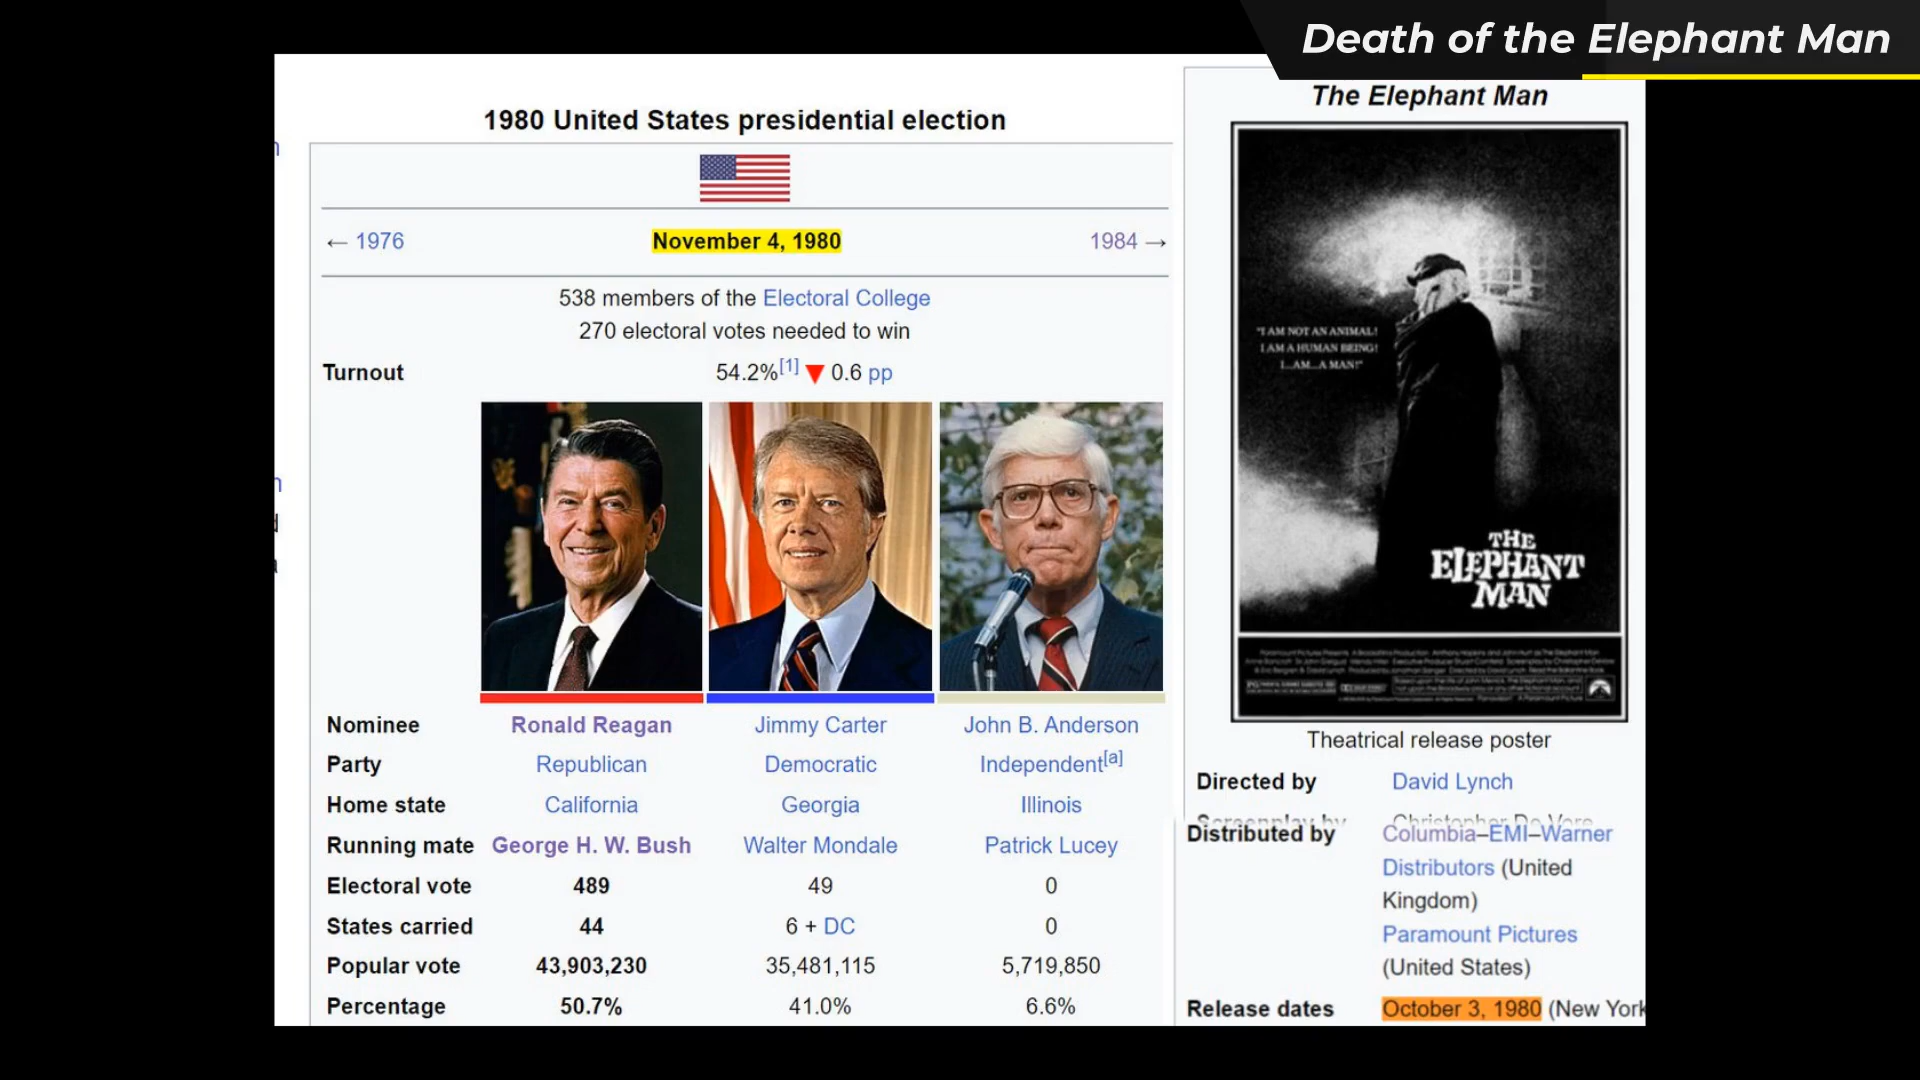 Death of the Elephant Man
1980 United States presidential election
← 1976 November 4, 1980 1984 →
538 members of the Electoral College
270 electoral votes needed to win
Turnout 54.2%[1] ▼ 0.6 pp
Nominee Ronald Reagan Jimmy Carter John B. Anderson
Party Republican Democratic Independent[a]
Home state California Georgia Illinois
Running mate George H. W. Bush Walter Mondale Patrick Lucey
Electoral vote 489 49 0
States carried 44 6 + DC 0
Popular vote 43,903,230 35,481,115 5,719,850
Percentage 50.7% 41.0% 6.6%
The Elephant Man
"I AM NOT AN ANIMAL!
I AM A HUMAN BEING!
I...AM...A MAN!"
THE
ELEPHANT
MAN
Theatrical release poster
Directed by David Lynch
Distributed by Columbia–EMI–Warner
Distributors (United
Kingdom)
Paramount Pictures
(United States)
Release dates October 3, 1980 (New York